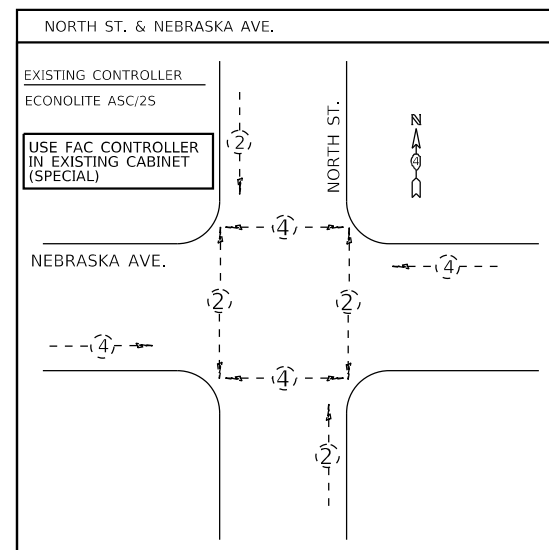 NORTH ST. & NEBRASKA AVE.
EXISTING CONTROLLER
ECONOLITE ASC/2S
USE FAC CONTROLLER
IN EXISTING CABINET
(SPECIAL)
2
NORTH ST.
N
4
4
NEBRASKA AVE.
4
2
2
4
4
2